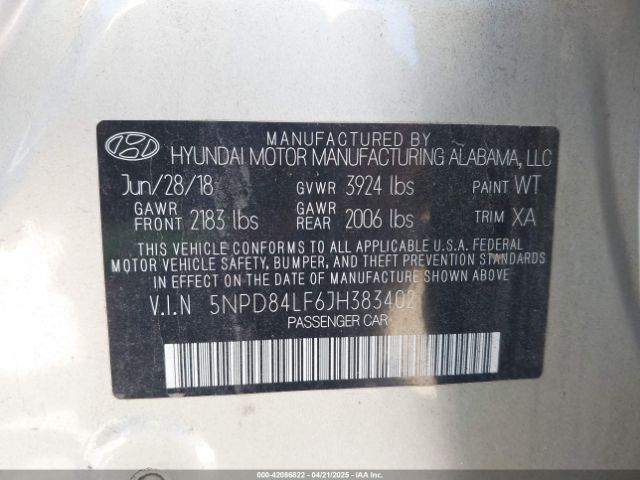 MANUFACTURED BY
HYUNDAI MOTOR MANUFACTURING ALABAMA, LLC
Jun/28/18 GVWR 3924 lbs PAINT WT
GAWR FRONT 2183 lbs GAWR REAR 2006 lbs TRIM XA
THIS VEHICLE CONFORMS TO ALL APPLICABLE U.S.A. FEDERAL
MOTOR VEHICLE SAFETY, BUMPER, AND THEFT PREVENTION STANDARDS
IN EFFECT ON THE DATE OF MANUFACTURE SHOWN ABOVE
V.I.N 5NPD84LF6JH383402
PASSENGER CAR
000-42086822 - 04/21/2025 - IAAI.COM